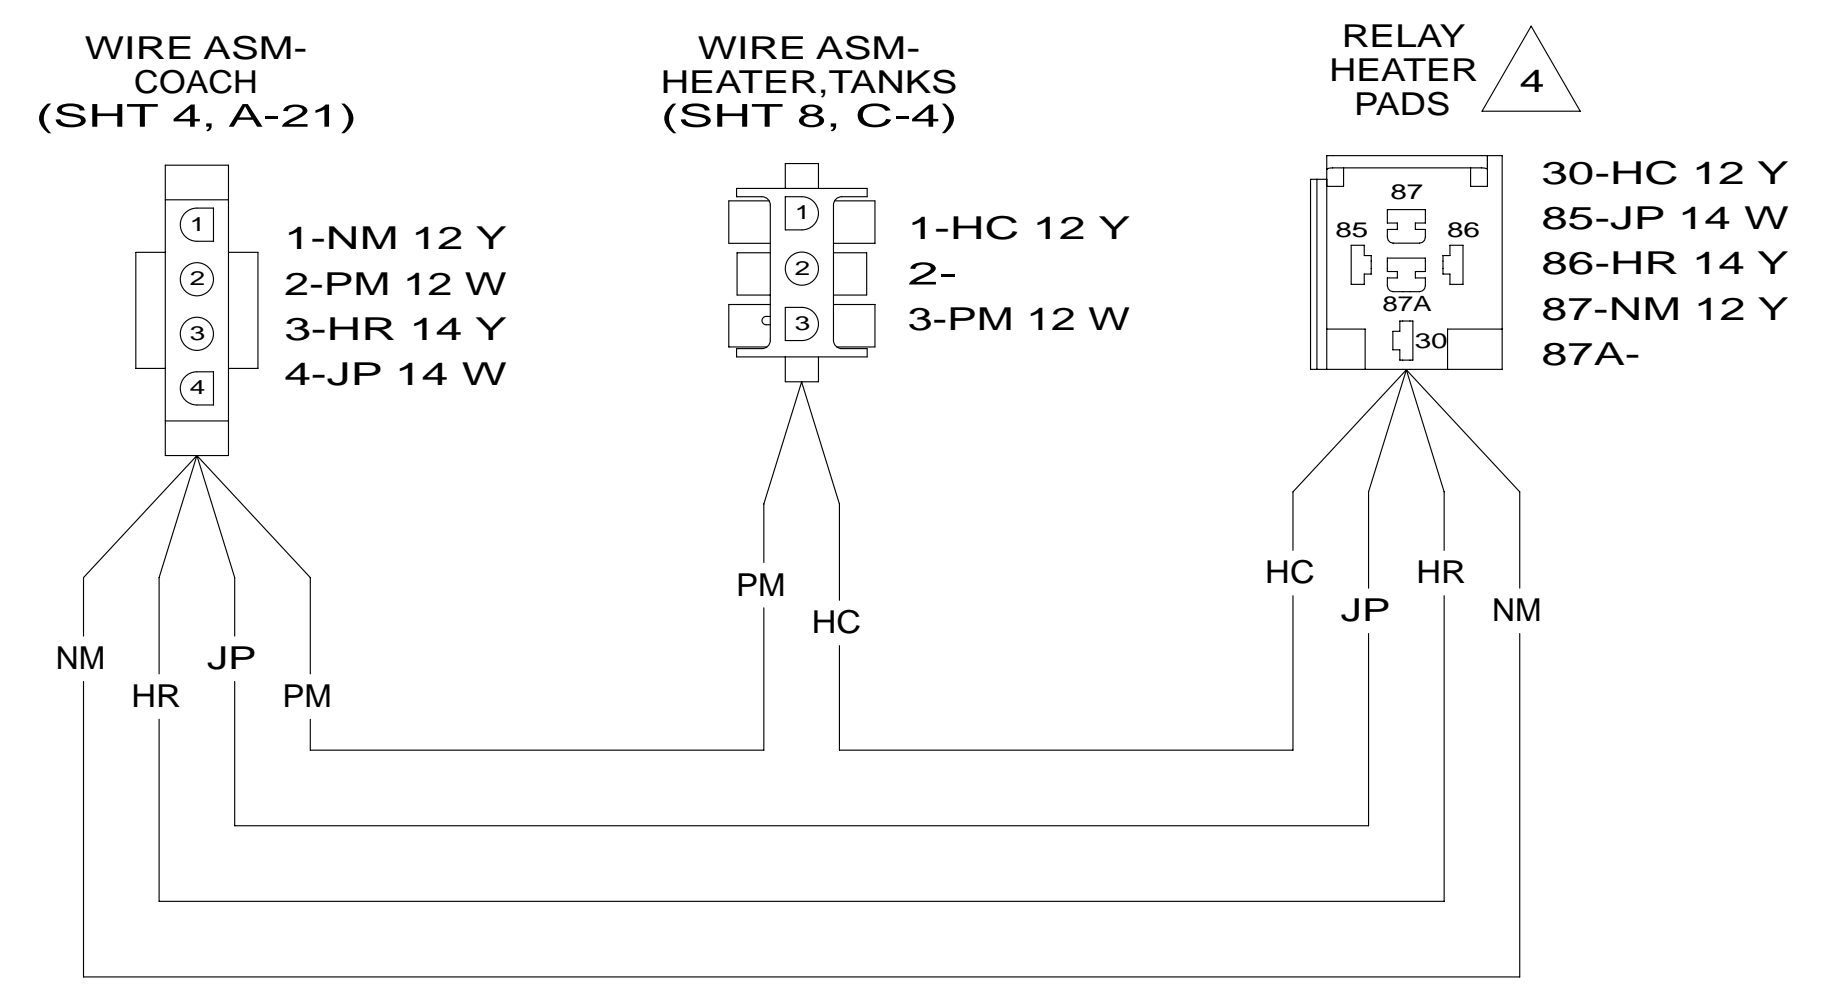 WIRE ASM-
COACH
(SHT 4, A-21)
1
2
3
4
1-NM 12 Y
2-PM 12 W
3-HR 14 Y
4-JP 14 W
WIRE ASM-
HEATER,TANKS
(SHT 8, C-4)
1
2
3
1-HC 12 Y
2-
3-PM 12 W
RELAY
HEATER
PADS
4
87
85
86
87A
30
30-HC 12 Y
85-JP 14 W
86-HR 14 Y
87-NM 12 Y
87A-
NM
HR
JP
PM
PM
HC
HC
JP
HR
NM